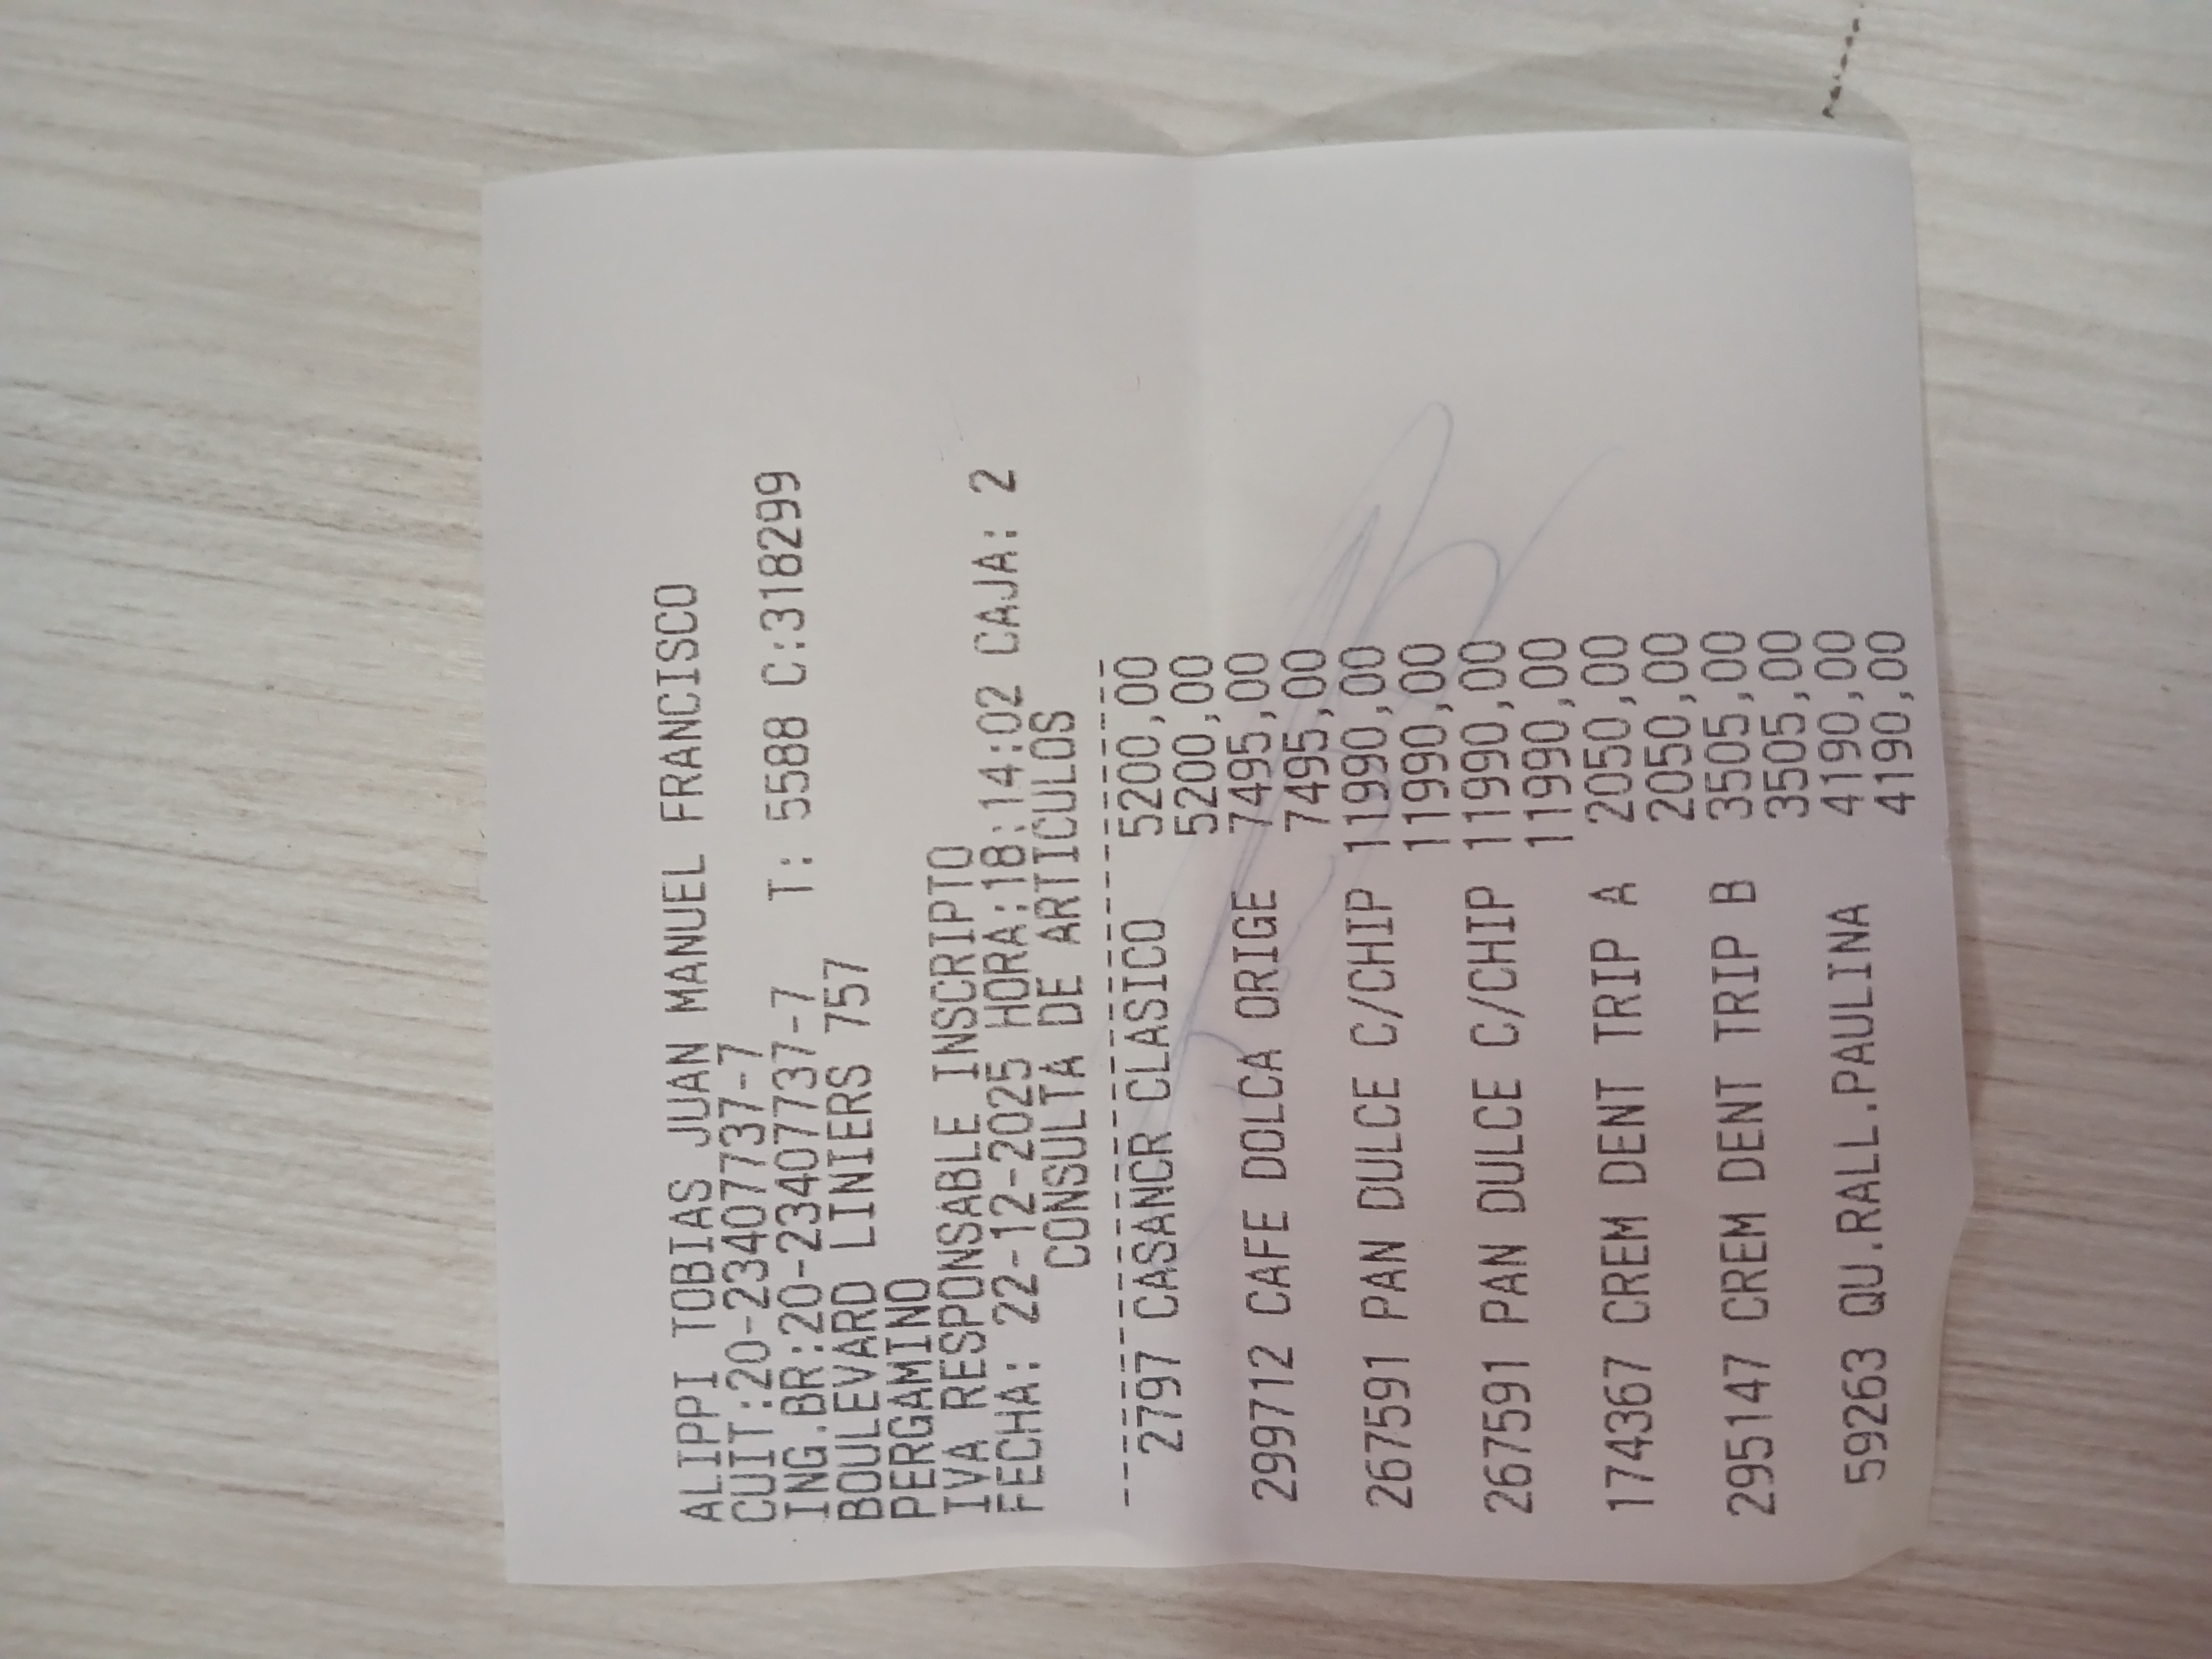 ALIPPI TOBIAS JUAN MANUEL FRANCISCO
CUIT:20-23407737-7
ING.BR:20-23407737-7 T: 5588 C:318299
BOULEVARD LINIERS 757
PERGAMINO
IVA RESPONSABLE INSCRIPTO
FECHA: 22-12-2025 HORA:18:14:02 CAJA: 2
CONSULTA DE ARTICULOS
2797 CASANCR CLASICO 5200,00
5200,00
299712 CAFE DOLCA ORIGE 7495,00
7495,00
267591 PAN DULCE C/CHIP 11990,00
11990,00
267591 PAN DULCE C/CHIP 11990,00
11990,00
174367 CREM DENT TRIP A 2050,00
2050,00
295147 CREM DENT TRIP B 3505,00
3505,00
59263 QU.RALL.PAULINA 4190,00
4190,00